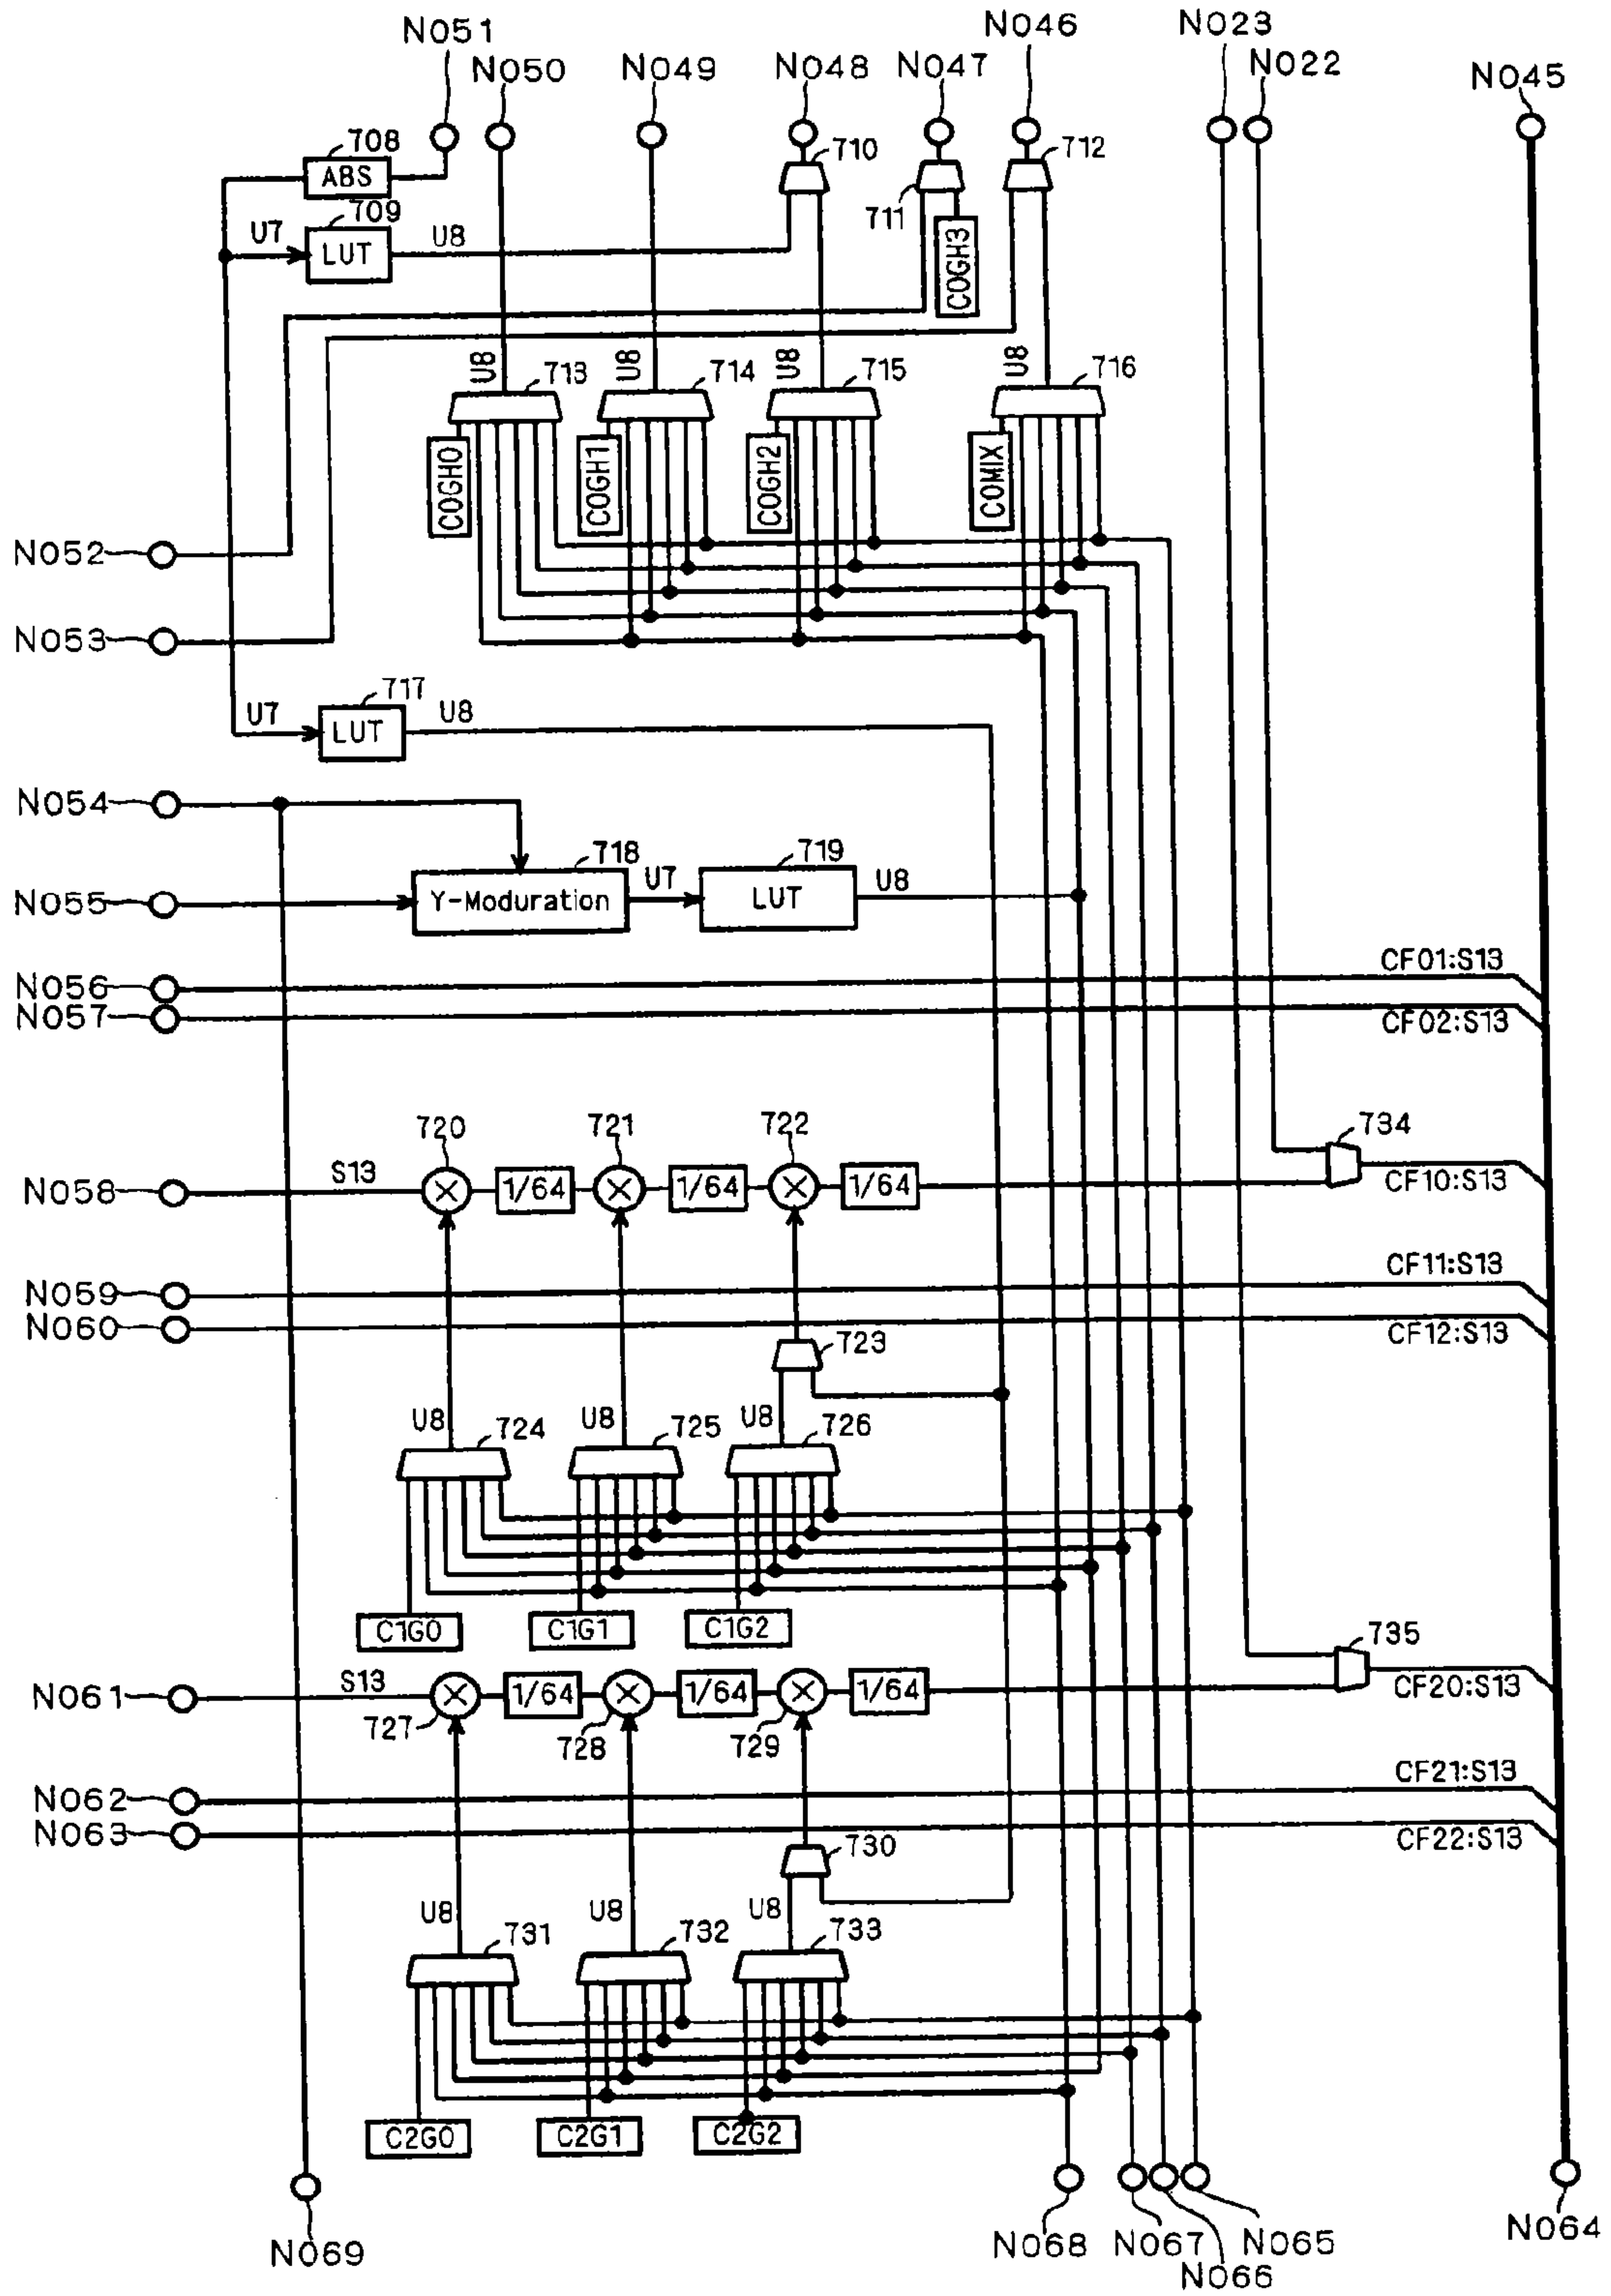 N051
N050
N049
N048
N047
N046
N023
N022
N045
708
ABS
710
712
709
U7
LUT
U8
711
COGH3
U8
713
U8
714
U8
715
U8
716
COGH0
COGH1
COGH2
COMIX
N052
N053
717
U7
LUT
U8
N054
718
719
N055
Y-Moduration
U7
LUT
U8
N056
CF01:S13
N057
CF02:S13
720
721
722
734
N058
S13
1/64
1/64
1/64
CF10:S13
N059
CF11:S13
N060
CF12:S13
723
U8
724
U8
725
U8
726
C1G0
C1G1
C1G2
735
N061
S13
1/64
1/64
1/64
CF20:S13
727
728
729
N062
CF21:S13
N063
CF22:S13
730
U8
731
U8
732
U8
733
C2G0
C2G1
C2G2
N069
N068
N067
N066
N065
N064